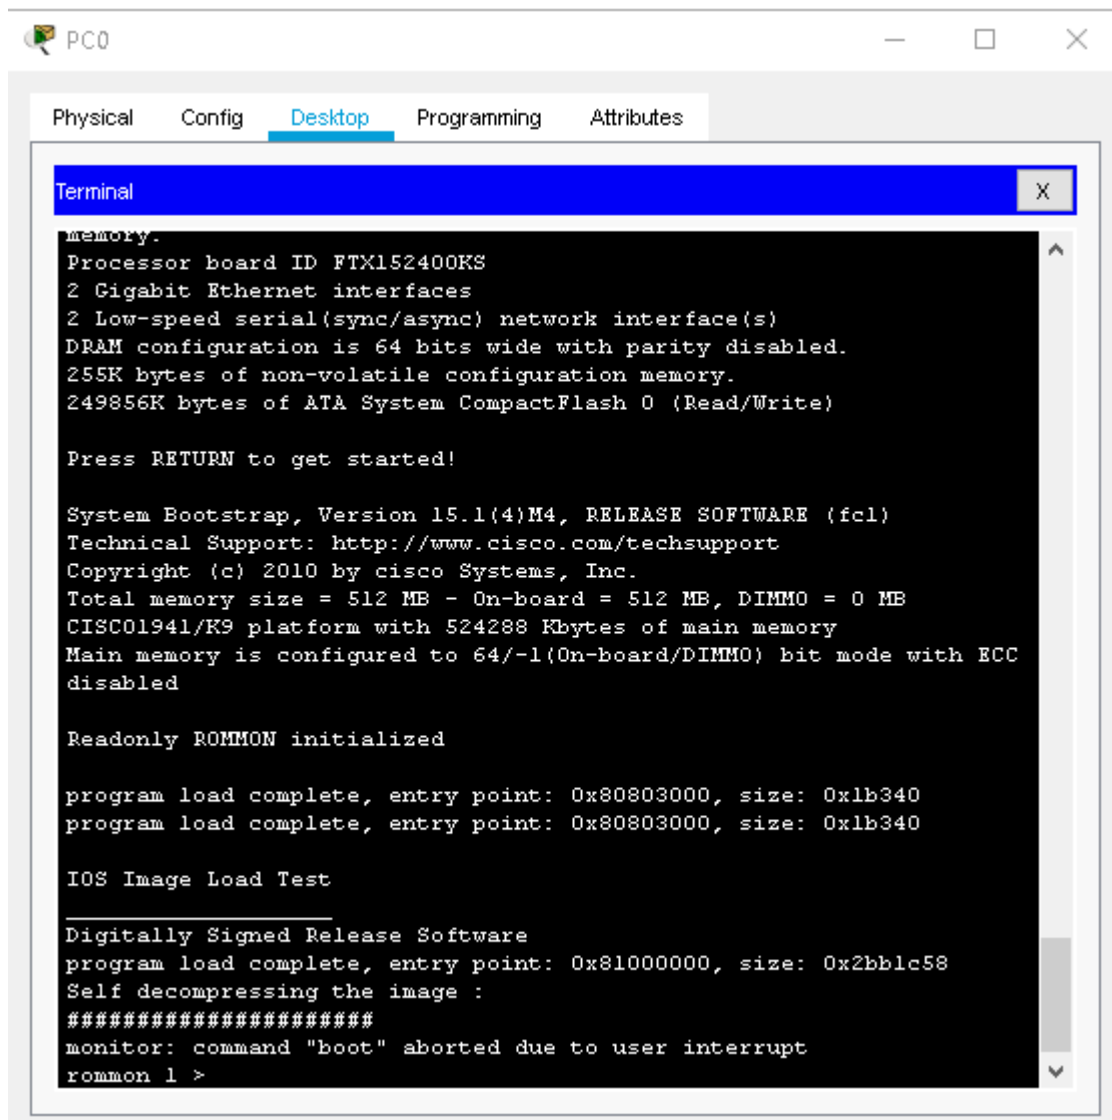 PC0
Physical Config Desktop Programming Attributes
Terminal X
memory.
Processor board ID FTX152400KS
2 Gigabit Ethernet interfaces
2 Low-speed serial(sync/async) network interface(s)
DRAM configuration is 64 bits wide with parity disabled.
255K bytes of non-volatile configuration memory.
249856K bytes of ATA System CompactFlash 0 (Read/Write)
Press RETURN to get started!
System Bootstrap, Version 15.1(4)M4, RELEASE SOFTWARE (fc1)
Technical Support: http://www.cisco.com/techsupport
Copyright (c) 2010 by cisco Systems, Inc.
Total memory size = 512 MB - On-board = 512 MB, DIMM0 = 0 MB
CISCO1941/K9 platform with 524288 Kbytes of main memory
Main memory is configured to 64/-1(On-board/DIMM0) bit mode with ECC
disabled
Readonly ROMMON initialized
program load complete, entry point: 0x80803000, size: 0x1b340
program load complete, entry point: 0x80803000, size: 0x1b340
IOS Image Load Test
___________________
Digitally Signed Release Software
program load complete, entry point: 0x81000000, size: 0x2bb1c58
Self decompressing the image :
######################
monitor: command "boot" aborted due to user interrupt
rommon 1 >